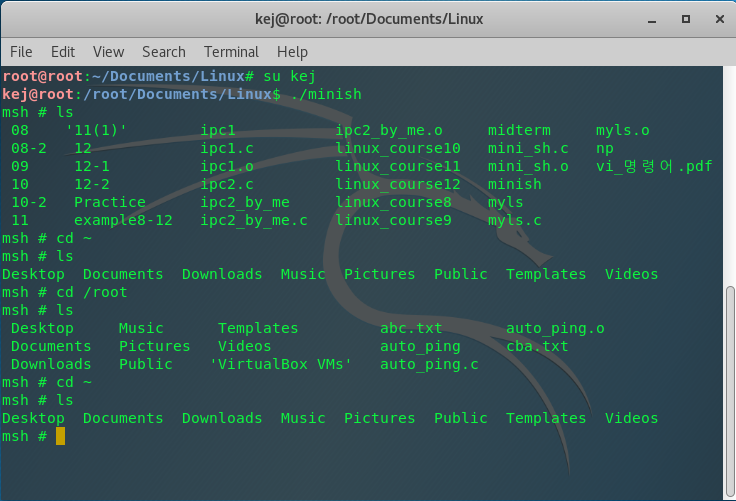 kej@root: /root/Documents/Linux
File Edit View Search Terminal Help
root@root:~/Documents/Linux# su kej
kej@root:/root/Documents/Linux$ ./minish
msh # ls
08 '11(1)' ipc1 ipc2_by_me.o midterm myls.o
08-2 12 ipc1.c linux_course10 mini_sh.c np
09 12-1 ipc1.o linux_course11 mini_sh.o vi_명령어.pdf
10 12-2 ipc2.c linux_course12 minish
10-2 Practice ipc2_by_me linux_course8 myls
11 example8-12 ipc2_by_me.c linux_course9 myls.c
msh # cd ~
msh # ls
Desktop Documents Downloads Music Pictures Public Templates Videos
msh # cd /root
msh # ls
Desktop Music Templates abc.txt auto_ping.o
Documents Pictures Videos auto_ping cba.txt
Downloads Public 'VirtualBox VMs' auto_ping.c
msh # cd ~
msh # ls
Desktop Documents Downloads Music Pictures Public Templates Videos
msh #